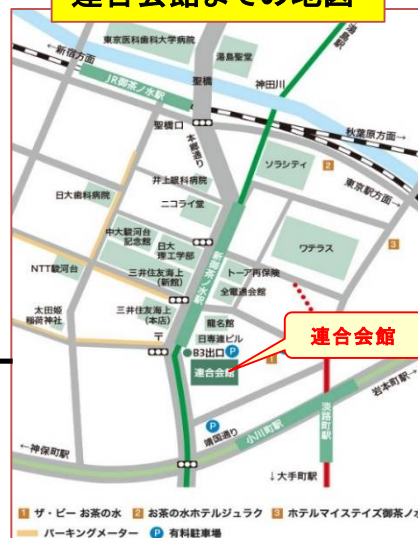 連合会館までの地図
←新宿方面
東京医科歯科大学病院
湯島聖堂
湯島駅
聖橋
神田川
JR御茶ノ水駅
聖橋口
本郷通り
秋葉原方面→
ソラシティ
2
東京駅方面→
井上眼科病院
日大歯科病院
ニコライ堂
中大駿河台
記念館
日大
理工学部
新御茶ノ水駅
ワテラス
3
NTT駿河台
三井住友海上
(新館)
トーア再保険
全電通会館
太田姫
稲荷神社
三井住友海上
(本店)
龍名館
〒
日専連ビル
B3出口
P
連合会館
連合会館
1
岩本町駅→
淡路町駅
小川町駅
P
靖国通り
←神保町駅
↓大手町駅
1 ザ・ビー お茶の水 2 お茶の水ホテルジュラク 3 ホテルマイステイズ御茶ノ水
パーキングメーター P 有料駐車場